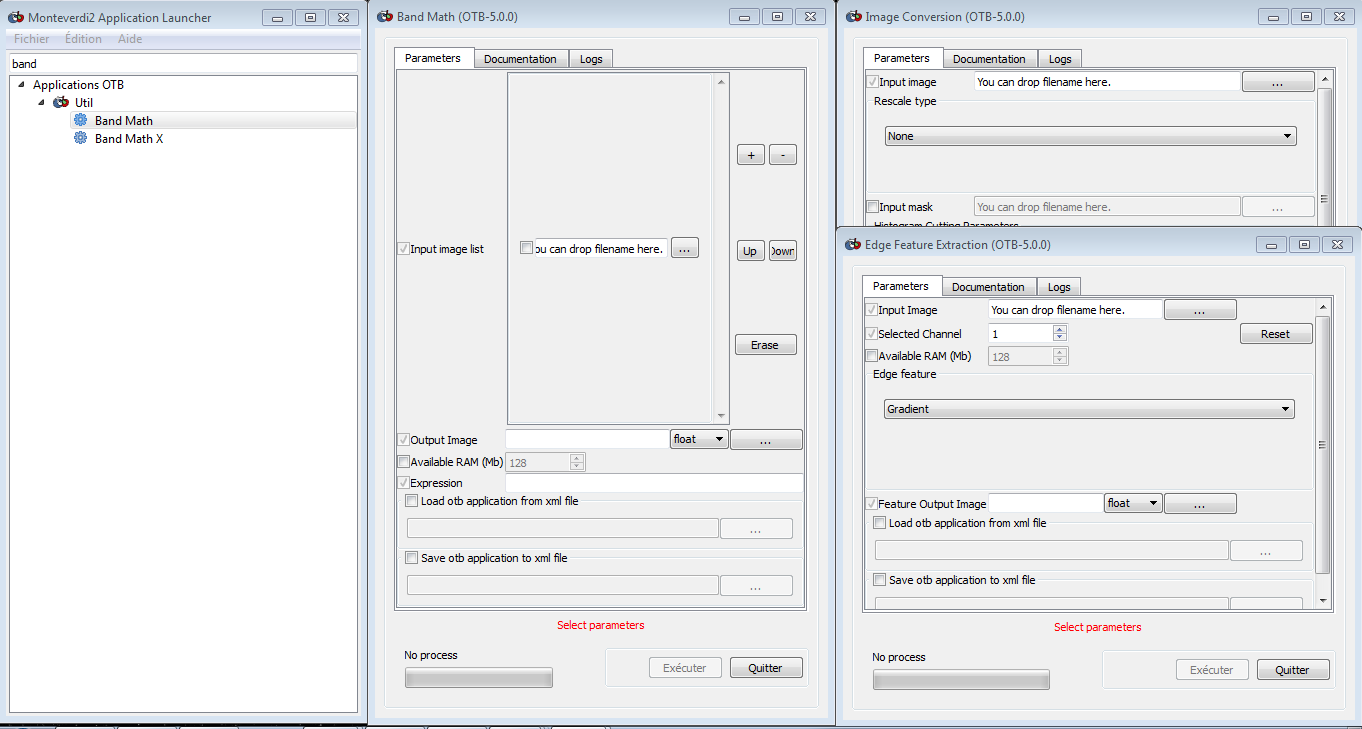 Monteverdi2 Application Launcher
Fichier Édition Aide
band
Applications OTB
Util
Band Math
Band Math X
Band Math (OTB-5.0.0)
Parameters Documentation Logs
+ -
Input image list ou can drop filename here. ... Up Down
Erase
Output Image float ...
Available RAM (Mb) 128
Expression
Load otb application from xml file
...
Save otb application to xml file
...
Select parameters
No process
Exécuter Quitter
Image Conversion (OTB-5.0.0)
Parameters Documentation Logs
Input image You can drop filename here. ...
Rescale type
None
Input mask You can drop filename here. ...
Histogram Cutting Parameters
Edge Feature Extraction (OTB-5.0.0)
Parameters Documentation Logs
Input Image You can drop filename here. ...
Selected Channel 1 Reset
Available RAM (Mb) 128
Edge feature
Gradient
Feature Output Image float ...
Load otb application from xml file
...
Save otb application to xml file
Select parameters
No process
Exécuter Quitter